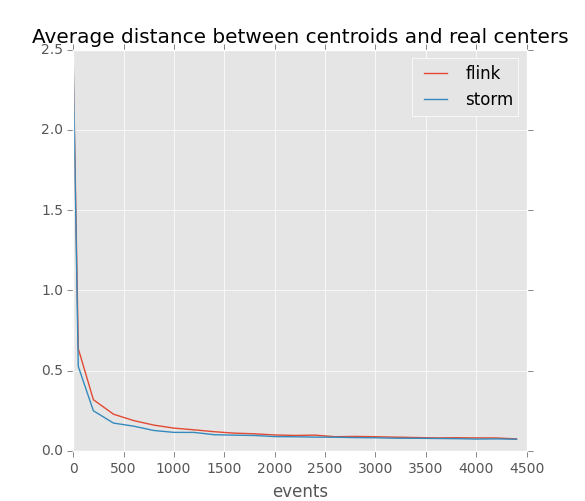 Average distance between centroids and real centers
2.5
flink
storm
2.0
1.5
1.0
0.5
0.0
0 500 1000 1500 2000 2500 3000 3500 4000 4500
events